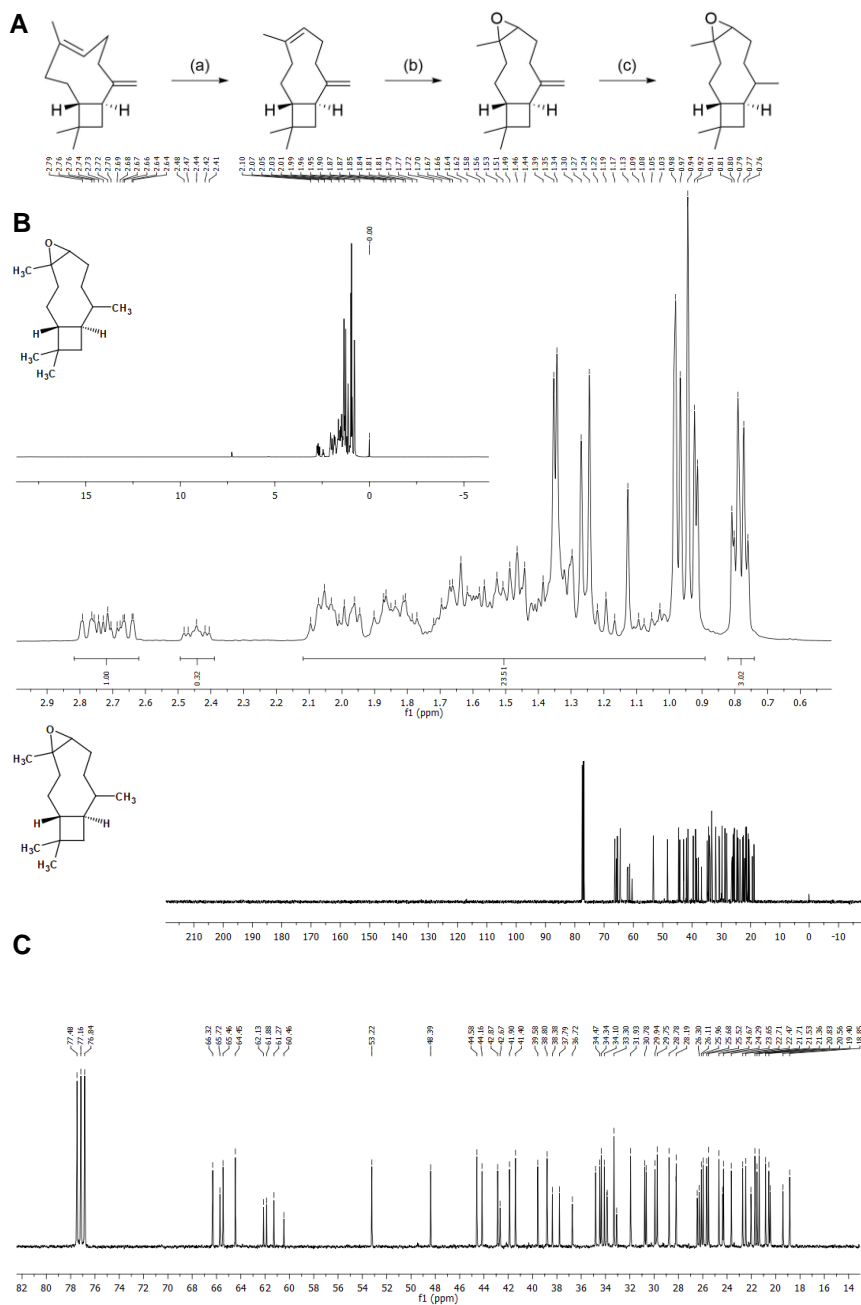 A
(a)
(b)
(c)
O
O
H
H
H
H
H
H
H
H
2.79 2.76 2.76 2.74 2.73 2.72 2.70 2.69 2.68 2.67 2.66 2.64 2.64 2.48 2.47 2.44 2.42 2.41 2.10 2.07 2.05 2.03 2.01 1.99 1.96 1.95 1.90 1.87 1.87 1.85 1.84 1.81 1.81 1.79 1.77 1.72 1.70 1.67 1.66 1.64 1.62 1.58 1.56 1.53 1.51 1.49 1.46 1.44 1.39 1.35 1.34 1.30 1.27 1.24 1.22 1.19 1.17 1.13 1.09 1.08 1.05 1.03 0.98 0.97 0.94 0.92 0.91 0.81 0.80 0.79 0.77 0.76
B
O
H₃C
CH₃
H
H
H₃C
H₃C
-0.00
15 10 5 0 -5
1.00
0.32
23.51
3.02
2.9 2.8 2.7 2.6 2.5 2.4 2.3 2.2 2.1 2.0 1.9 1.8 1.7 1.6 1.5 1.4 1.3 1.2 1.1 1.0 0.9 0.8 0.7 0.6
f1 (ppm)
O
H₃C
CH₃
H
H
H₃C
H₃C
210 200 190 180 170 160 150 140 130 120 110 100 90 80 70 60 50 40 30 20 10 0 -10
C
77.48 77.16 76.84 66.32 65.72 65.46 64.45 62.13 61.88 61.27 60.46 53.22 48.39 44.58 44.16 42.87 42.67 41.90 41.40 39.58 38.80 38.38 37.79 36.72 34.47 34.34 34.10 33.30 31.93 30.78 29.94 29.75 28.78 28.19 26.30 26.11 25.96 25.68 25.52 24.67 24.29 23.65 22.71 22.47 21.71 21.53 21.36 20.83 20.56 19.40 18.85
82 80 78 76 74 72 70 68 66 64 62 60 58 56 54 52 50 48 46 44 42 40 38 36 34 32 30 28 26 24 22 20 18 16 14
f1 (ppm)